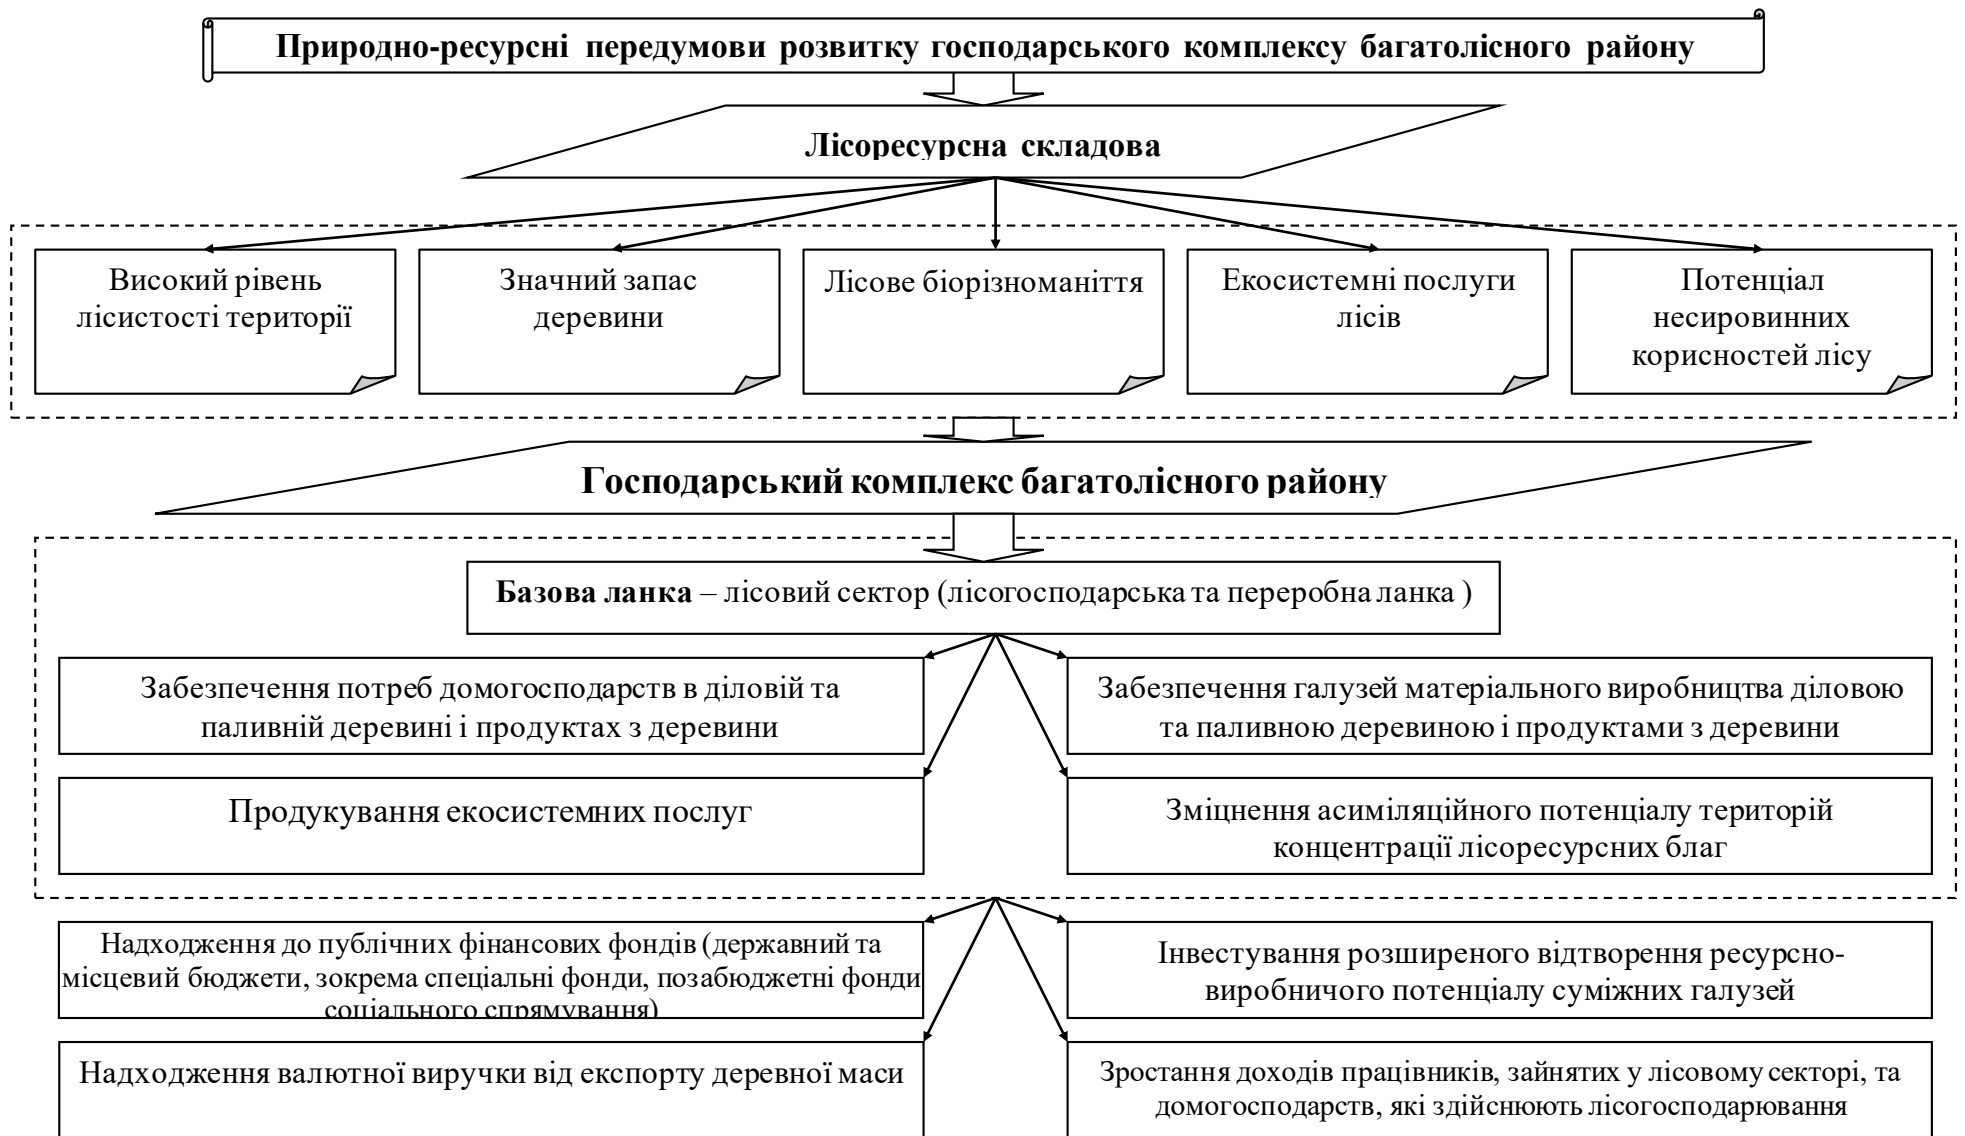 Природно-ресурсні передумови розвитку господарського комплексу багатолісного району
Лісоресурсна складова
Високий рівень
лісистості території
Значний запас
деревини
Лісове біорізноманіття
Екосистемні послуги
лісів
Потенціал
несировинних
корисностей лісу
Господарський комплекс багатолісного району
Базова ланка – лісовий сектор (лісогосподарська та переробна ланка )
Забезпечення потреб домогосподарств в діловій та
паливній деревині і продуктах з деревини
Забезпечення галузей матеріального виробництва діловою
та паливною деревиною і продуктами з деревини
Продукування екосистемних послуг
Зміцнення асиміляційного потенціалу територій
концентрації лісоресурсних благ
Надходження до публічних фінансових фондів (державний та
місцевий бюджети, зокрема спеціальні фонди, позабюджетні фонди
соціального спрямування)
Інвестування розширеного відтворення ресурсно-
виробничого потенціалу суміжних галузей
Надходження валютної виручки від експорту деревної маси
Зростання доходів працівників, зайнятих у лісовому секторі, та
домогосподарств, які здійснюють лісогосподарювання